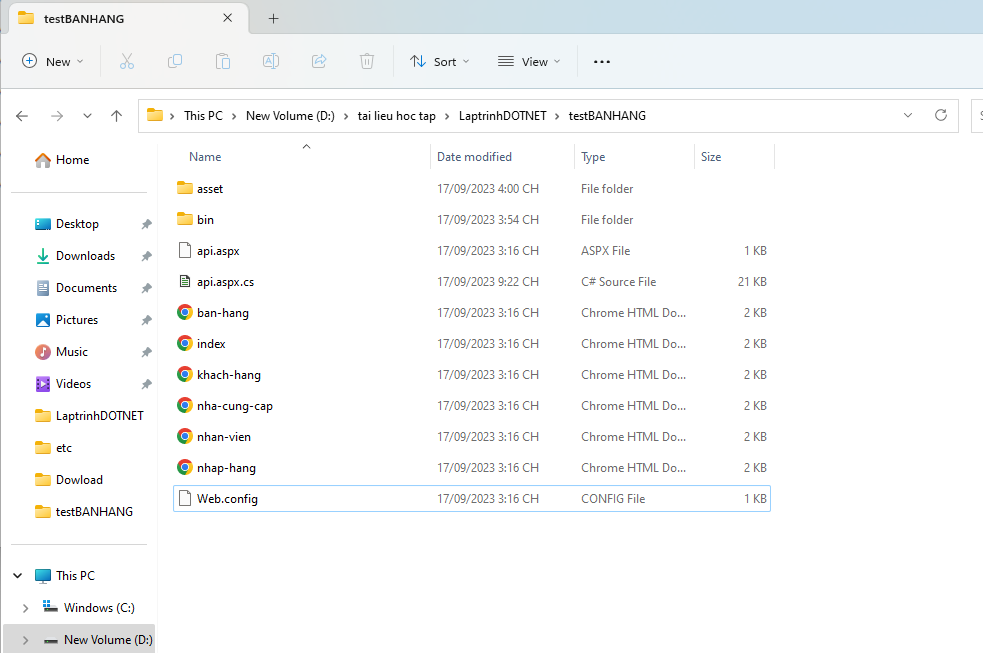 testBANHANG
New
Sort
View
This PC
New Volume (D:)
tai lieu hoc tap
LaptrinhDOTNET
testBANHANG
Home
Desktop
Downloads
Documents
Pictures
Music
Videos
LaptrinhDOTNET
etc
Dowload
testBANHANG
This PC
Windows (C:)
New Volume (D:)
Name Date modified Type Size
asset 17/09/2023 4:00 CH File folder
bin 17/09/2023 3:54 CH File folder
api.aspx 17/09/2023 3:16 CH ASPX File 1 KB
api.aspx.cs 17/09/2023 9:22 CH C# Source File 21 KB
ban-hang 17/09/2023 3:16 CH Chrome HTML Do... 2 KB
index 17/09/2023 3:16 CH Chrome HTML Do... 2 KB
khach-hang 17/09/2023 3:16 CH Chrome HTML Do... 2 KB
nha-cung-cap 17/09/2023 3:16 CH Chrome HTML Do... 2 KB
nhan-vien 17/09/2023 3:16 CH Chrome HTML Do... 2 KB
nhap-hang 17/09/2023 3:16 CH Chrome HTML Do... 2 KB
Web.config 17/09/2023 3:16 CH CONFIG File 1 KB